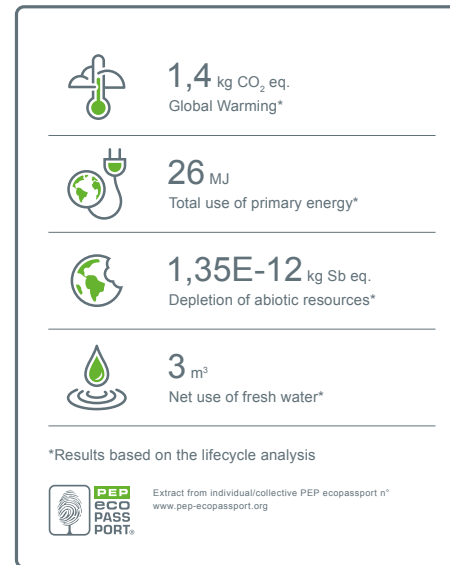 1,4 kg CO₂ eq.
Global Warming*
26 MJ
Total use of primary energy*
1,35E-12 kg Sb eq.
Depletion of abiotic resources*
3 m³
Net use of fresh water*
*Results based on the lifecycle analysis
PEP
eco
PASS
PORT®
Extract from individual/collective PEP ecopassport n°
www.pep-ecopassport.org